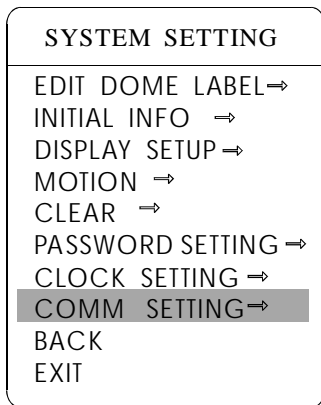 SYSTEM SETTING
EDIT DOME LABEL⇒
INITIAL INFO ⇒
DISPLAY SETUP ⇒
MOTION ⇒
CLEAR ⇒
PASSWORD SETTING ⇒
CLOCK SETTING ⇒
COMM SETTING⇒
BACK
EXIT